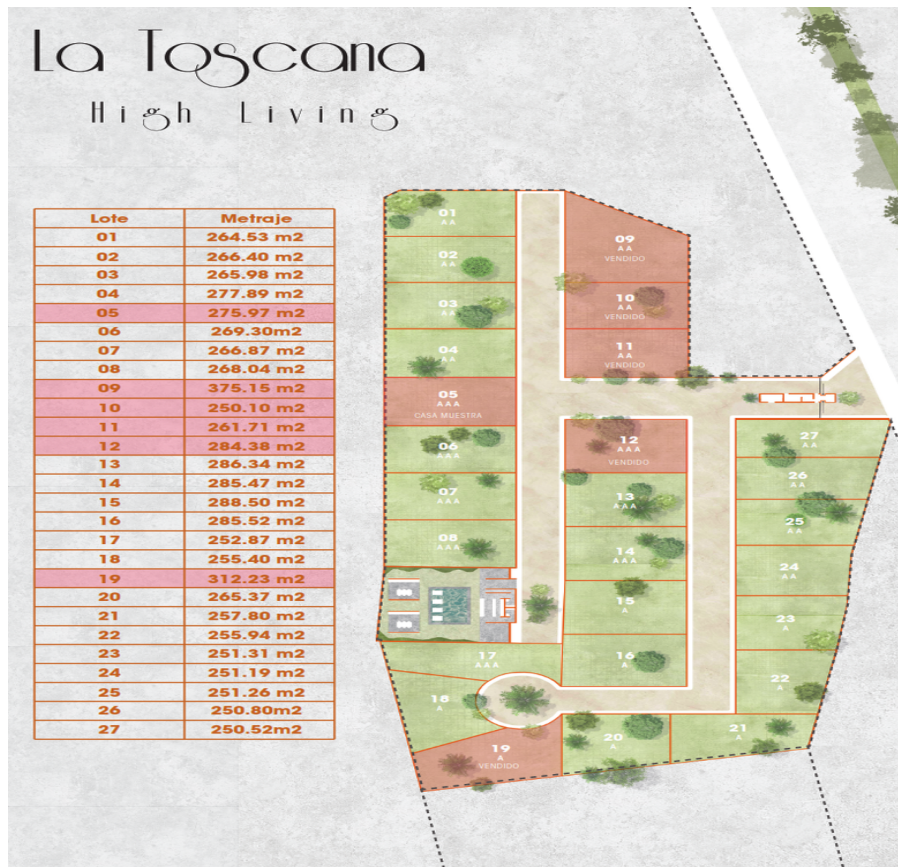 La Toscana
High Living
Lote Metraje
01 264.53 m2
02 266.40 m2
03 265.98 m2
04 277.89 m2
05 275.97 m2
06 269.30m2
07 266.87 m2
08 268.04 m2
09 375.15 m2
10 250.10 m2
11 261.71 m2
12 284.38 m2
13 286.34 m2
14 285.47 m2
15 288.50 m2
16 285.52 m2
17 252.87 m2
18 255.40 m2
19 312.23 m2
20 265.37 m2
21 257.80 m2
22 255.94 m2
23 251.31 m2
24 251.19 m2
25 251.26 m2
26 250.80m2
27 250.52m2
01
AA
02
AA
03
AA
04
AA
05
AAA
CASA MUESTRA
06
AAA
07
AAA
08
AAA
09
AA
VENDIDO
10
AA
VENDIDO
11
AA
VENDIDO
12
AAA
VENDIDO
13
AAA
14
AAA
15
A
16
A
17
AAA
18
A
19
A
VENDIDO
20
A
21
A
22
A
23
A
24
AA
25
AA
26
AA
27
AA